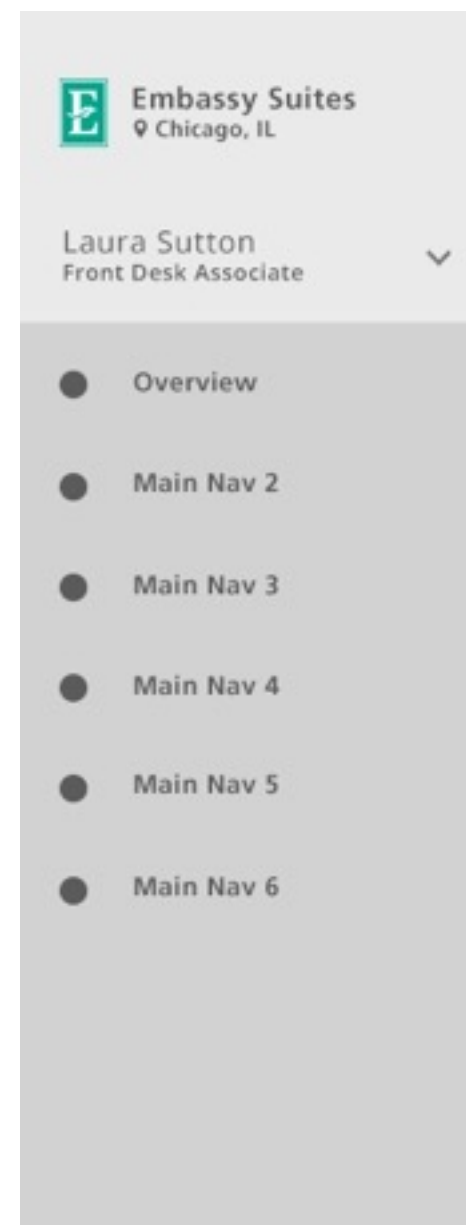 E
Embassy Suites
Chicago, IL
Laura Sutton
Front Desk Associate
Overview
Main Nav 2
Main Nav 3
Main Nav 4
Main Nav 5
Main Nav 6